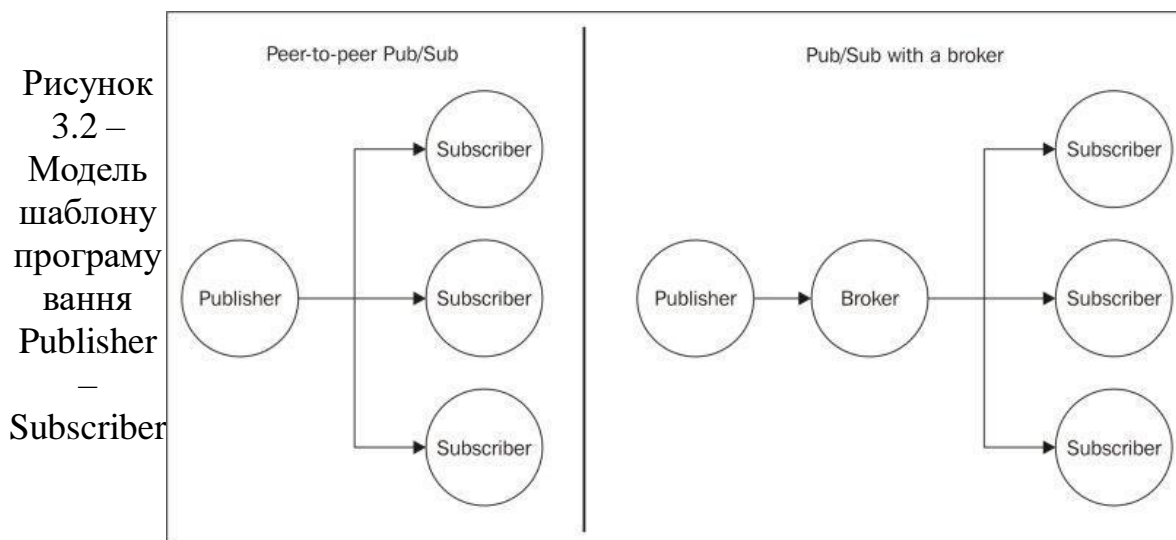 Рисунок
3.2 –
Модель
шаблону
програму
вання
Publisher
–
Subscriber
Peer-to-peer Pub/Sub
Subscriber
Publisher
Subscriber
Subscriber
Pub/Sub with a broker
Subscriber
Publisher
Broker
Subscriber
Subscriber